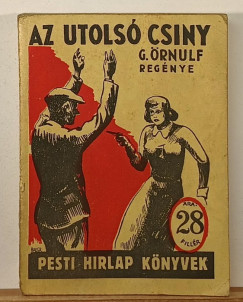 AZ UTOLSÓ CSINY
G. ÖRNULF
REGÉNYE
ÁRA:
28
FILLÉR
PESTI HIRLAP KÖNYVEK